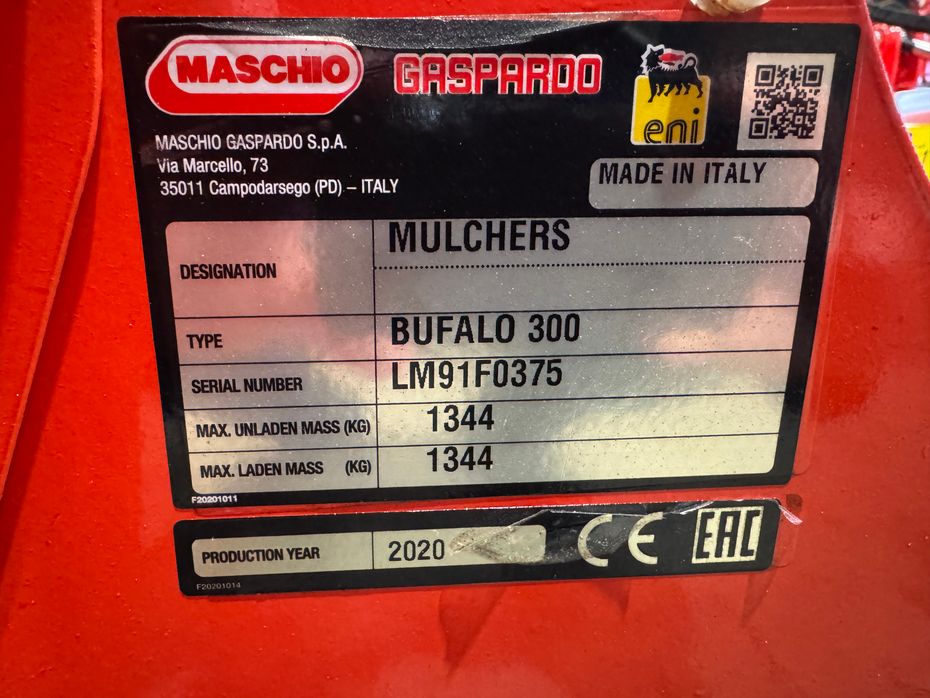 MASCHIO
GASPARDO
eni
MASCHIO GASPARDO S.p.A.
Via Marcello, 73
35011 Campodarsego (PD) – ITALY
MADE IN ITALY
DESIGNATION MULCHERS
TYPE BUFALO 300
SERIAL NUMBER LM91F0375
MAX. UNLADEN MASS (KG) 1344
MAX. LADEN MASS (KG) 1344
F20201011
PRODUCTION YEAR 2020 CE EAC
F20201014